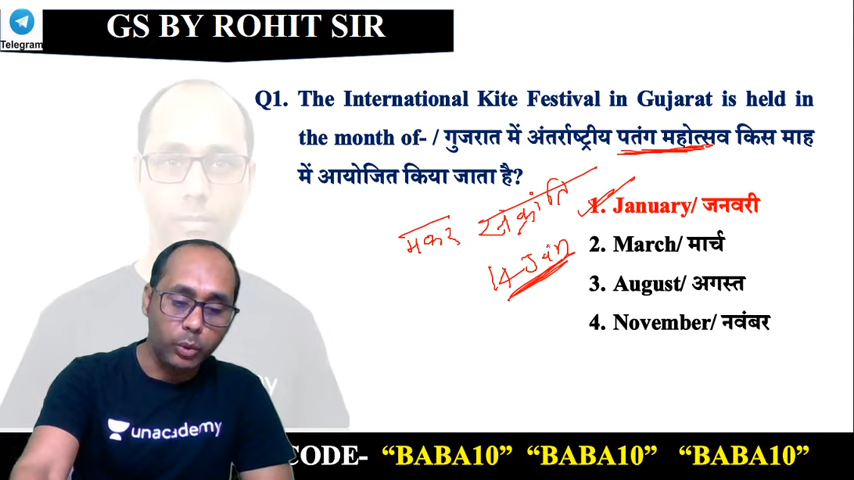 GS BY ROHIT SIR
Telegram
Q1. The International Kite Festival in Gujarat is held in
the month of- / गुजरात में अंतर्राष्ट्रीय पतंग महोत्सव किस माह
में आयोजित किया जाता है?
मकर
14 Jan
1. January/ जनवरी
2. March/ मार्च
3. August/ अगस्त
4. November/ नवंबर
unacademy
CODE- “BABA10” “BABA10” “BABA10”